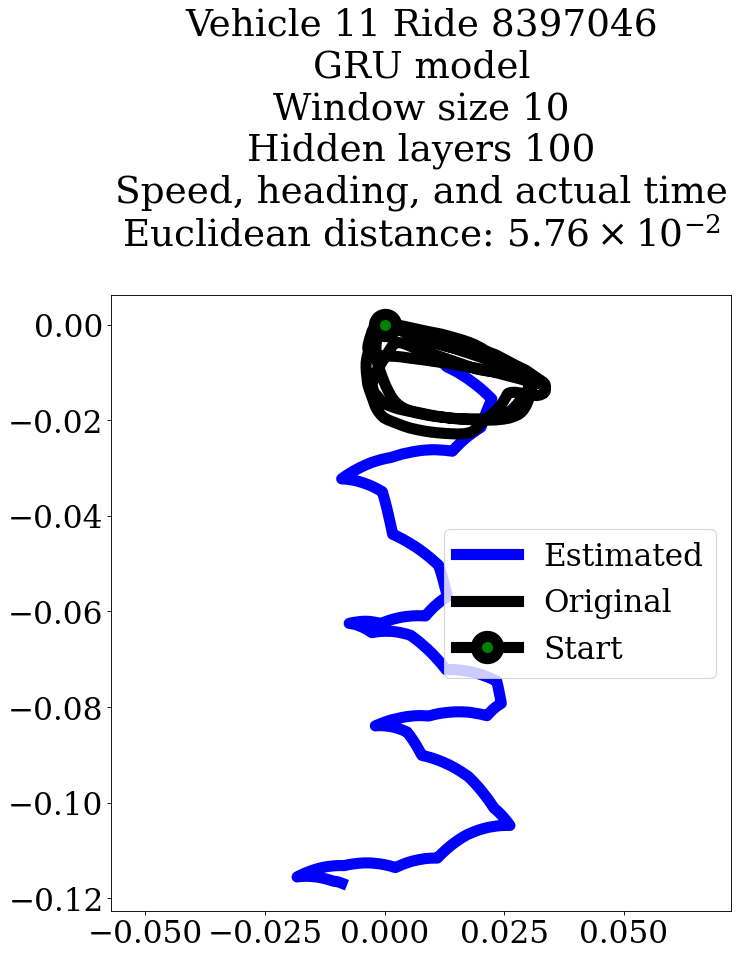 Vehicle 11 Ride 8397046
GRU model
Window size 10
Hidden layers 100
Speed, heading, and actual time
Euclidean distance: 5.76 × 10⁻²
0.00
−0.02
−0.04
−0.06
−0.08
−0.10
−0.12
Estimated
Original
Start
−0.050 −0.025 0.000 0.025 0.050